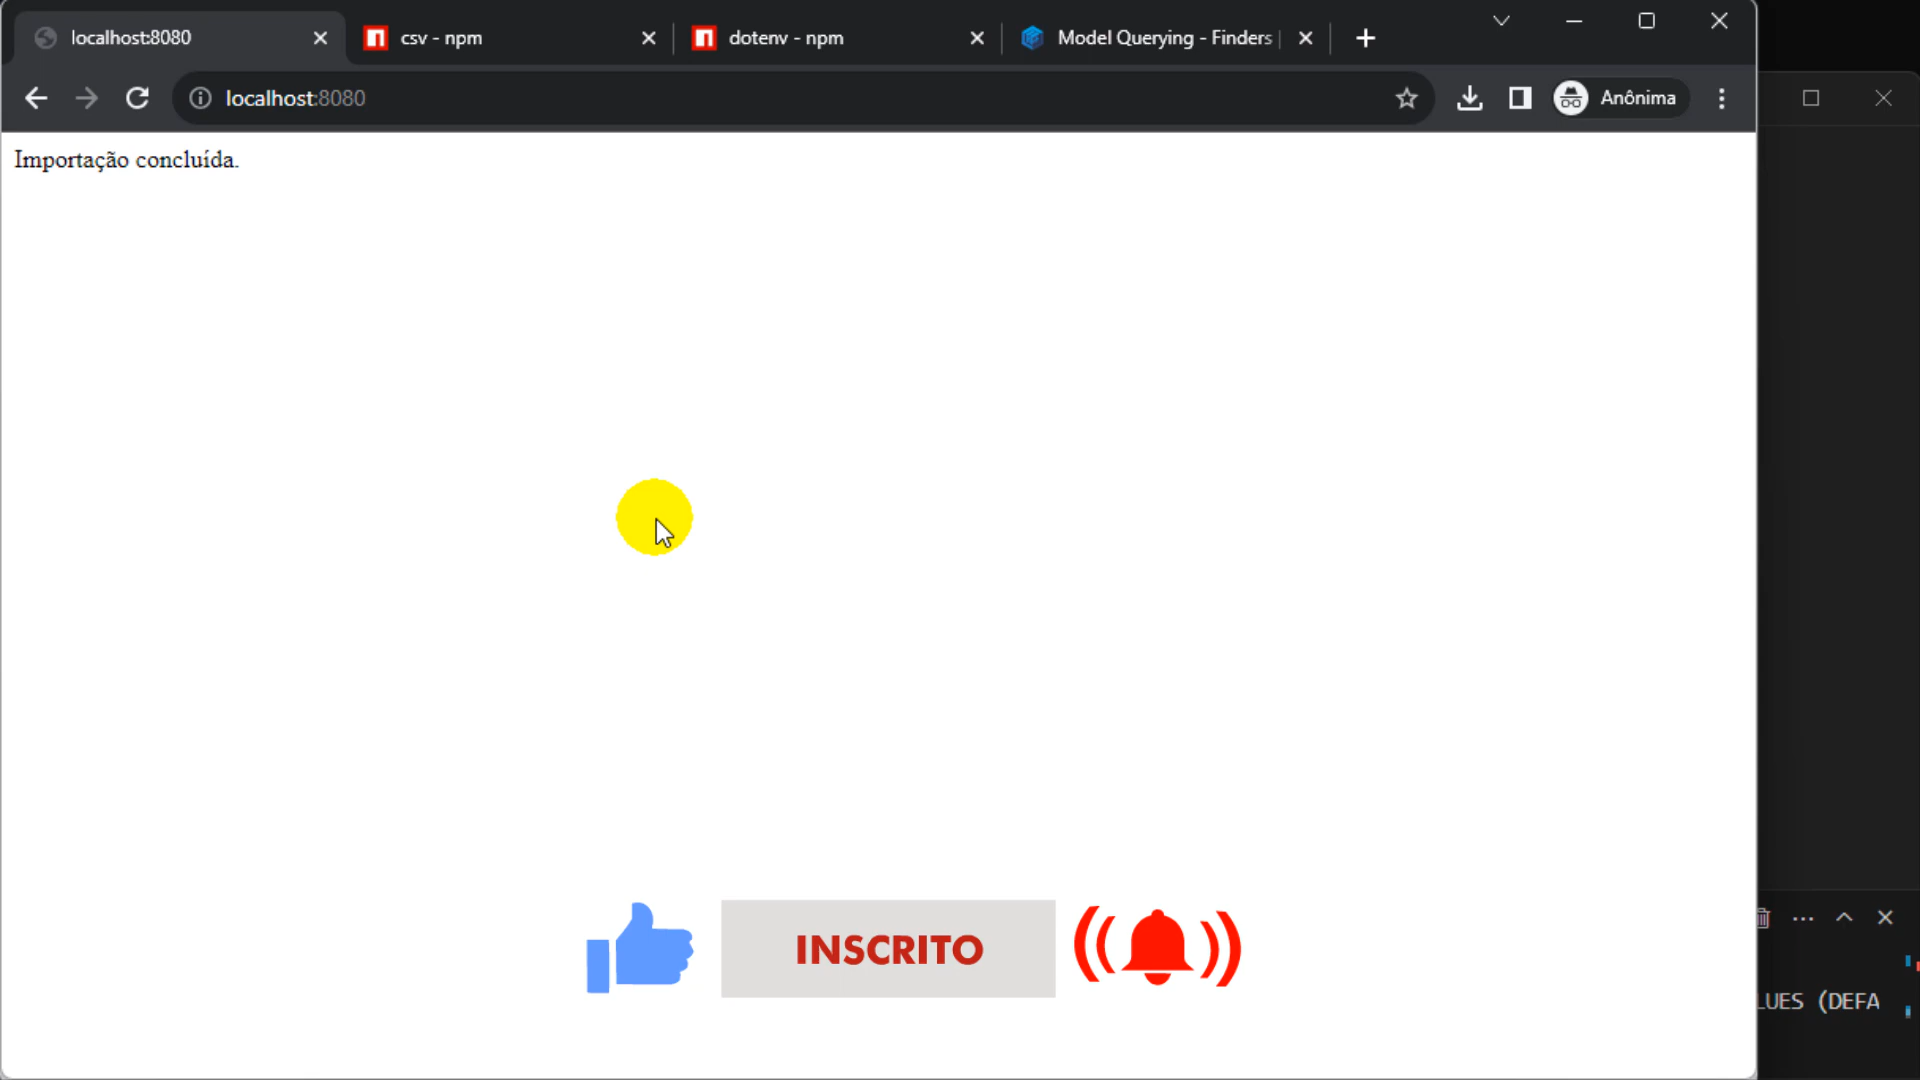 localhost:8080
csv - npm
dotenv - npm
Model Querying - Finders |
localhost:8080
Anônima
Importação concluída.
INSCRITO
LUES (DEFA